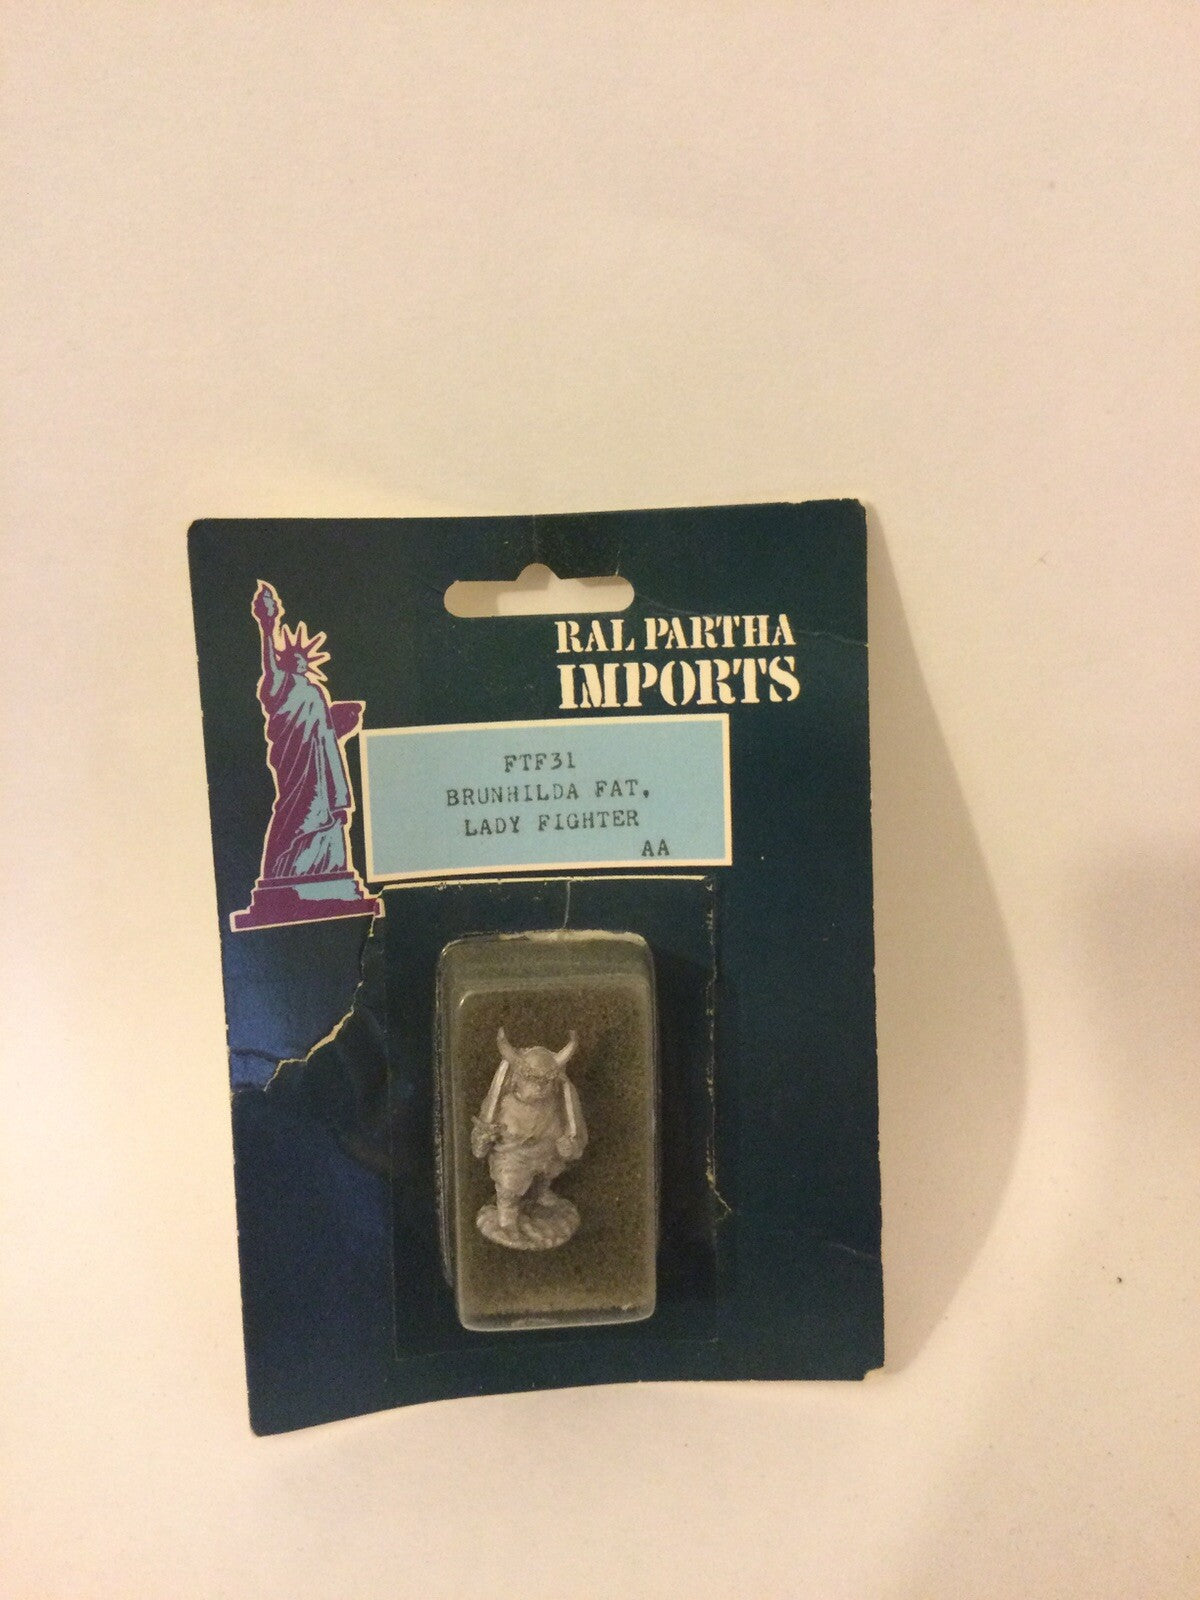 RAL PARTHA
IMPORTS
FTF31
BRUNHILDA FAT,
LADY FIGHTER
AA